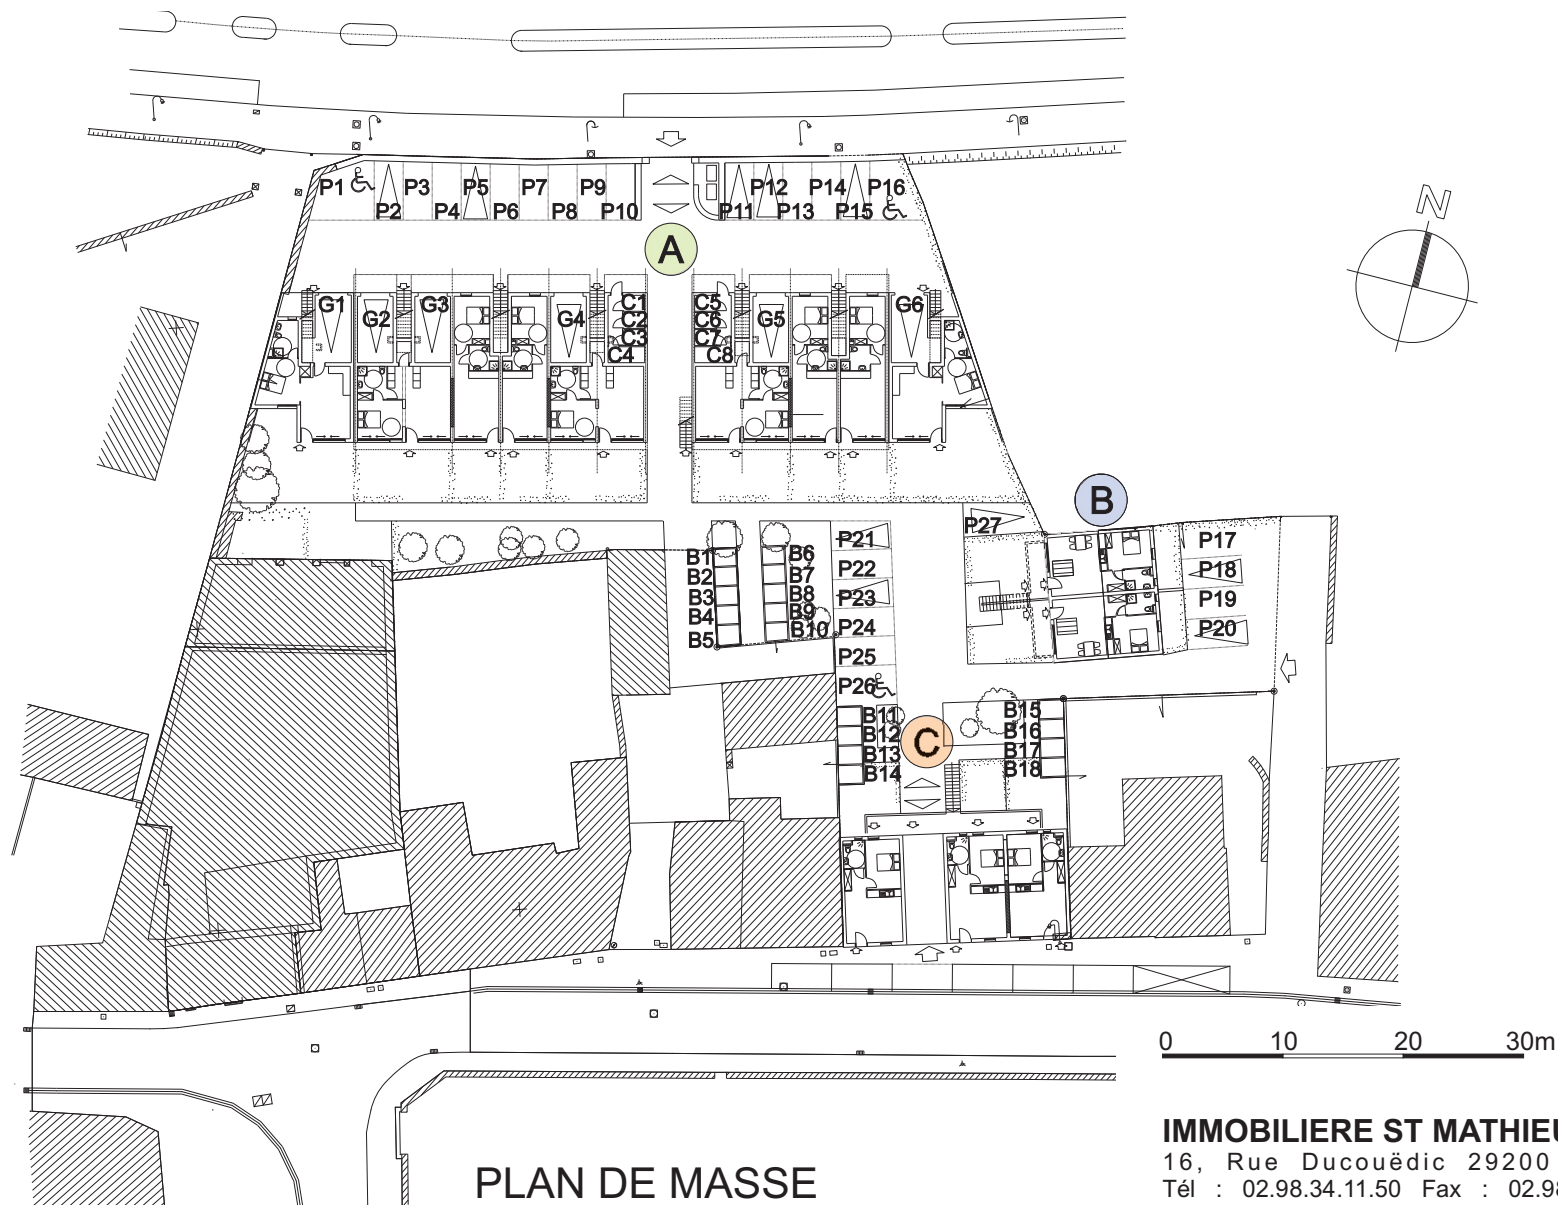 P1 P3 P5 P7 P9 P12 P14 P16
P2 P4 P6 P8 P10 P11 P13 P15
A
N
G1 G2 G3 G4 C1 C5 G5 G6
C2 C6
C3 C7
C4 C8
B
P27
P21 P17
B1 B6
P22 P18
B2 B7
B3 B8 P23 P19
B4 B9
P24 P20
B5 B10
P25
P26
B11 B15
B12 C B16
B13 B17
B14 B18
0 10 20 30m
IMMOBILIERE ST MATHIEU
16, Rue Ducouëdic 29200
Tél : 02.98.34.11.50 Fax : 02.98
PLAN DE MASSE